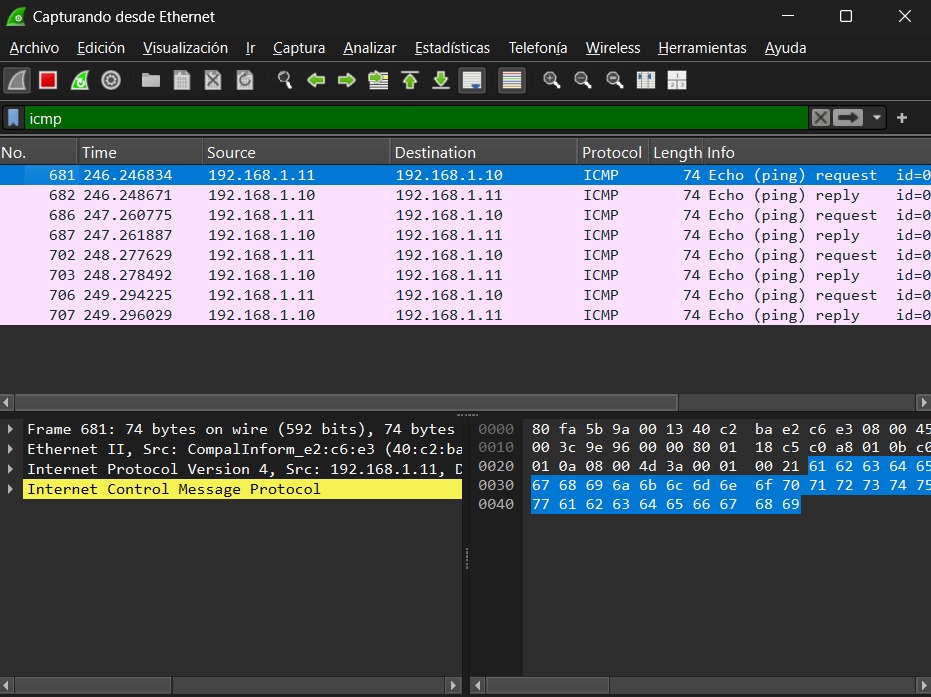 Capturando desde Ethernet
Archivo Edición Visualización Ir Captura Analizar Estadísticas Telefonía Wireless Herramientas Ayuda
icmp
No. Time Source Destination Protocol Length Info
681 246.246834 192.168.1.11 192.168.1.10 ICMP 74 Echo (ping) request id=0
682 246.248671 192.168.1.10 192.168.1.11 ICMP 74 Echo (ping) reply id=0
686 247.260775 192.168.1.11 192.168.1.10 ICMP 74 Echo (ping) request id=0
687 247.261887 192.168.1.10 192.168.1.11 ICMP 74 Echo (ping) reply id=0
702 248.277629 192.168.1.11 192.168.1.10 ICMP 74 Echo (ping) request id=0
703 248.278492 192.168.1.10 192.168.1.11 ICMP 74 Echo (ping) reply id=0
706 249.294225 192.168.1.11 192.168.1.10 ICMP 74 Echo (ping) request id=0
707 249.296029 192.168.1.10 192.168.1.11 ICMP 74 Echo (ping) reply id=0
Frame 681: 74 bytes on wire (592 bits), 74 bytes
Ethernet II, Src: CompalInform_e2:c6:e3 (40:c2:ba
Internet Protocol Version 4, Src: 192.168.1.11, D
Internet Control Message Protocol
0000 80 fa 5b 9a 00 13 40 c2 ba e2 c6 e3 08 00 45
0010 00 3c 9e 96 00 00 80 01 18 c5 c0 a8 01 0b c0
0020 01 0a 08 00 4d 3a 00 01 00 21 61 62 63 64 65
0030 67 68 69 6a 6b 6c 6d 6e 6f 70 71 72 73 74 75
0040 77 61 62 63 64 65 66 67 68 69